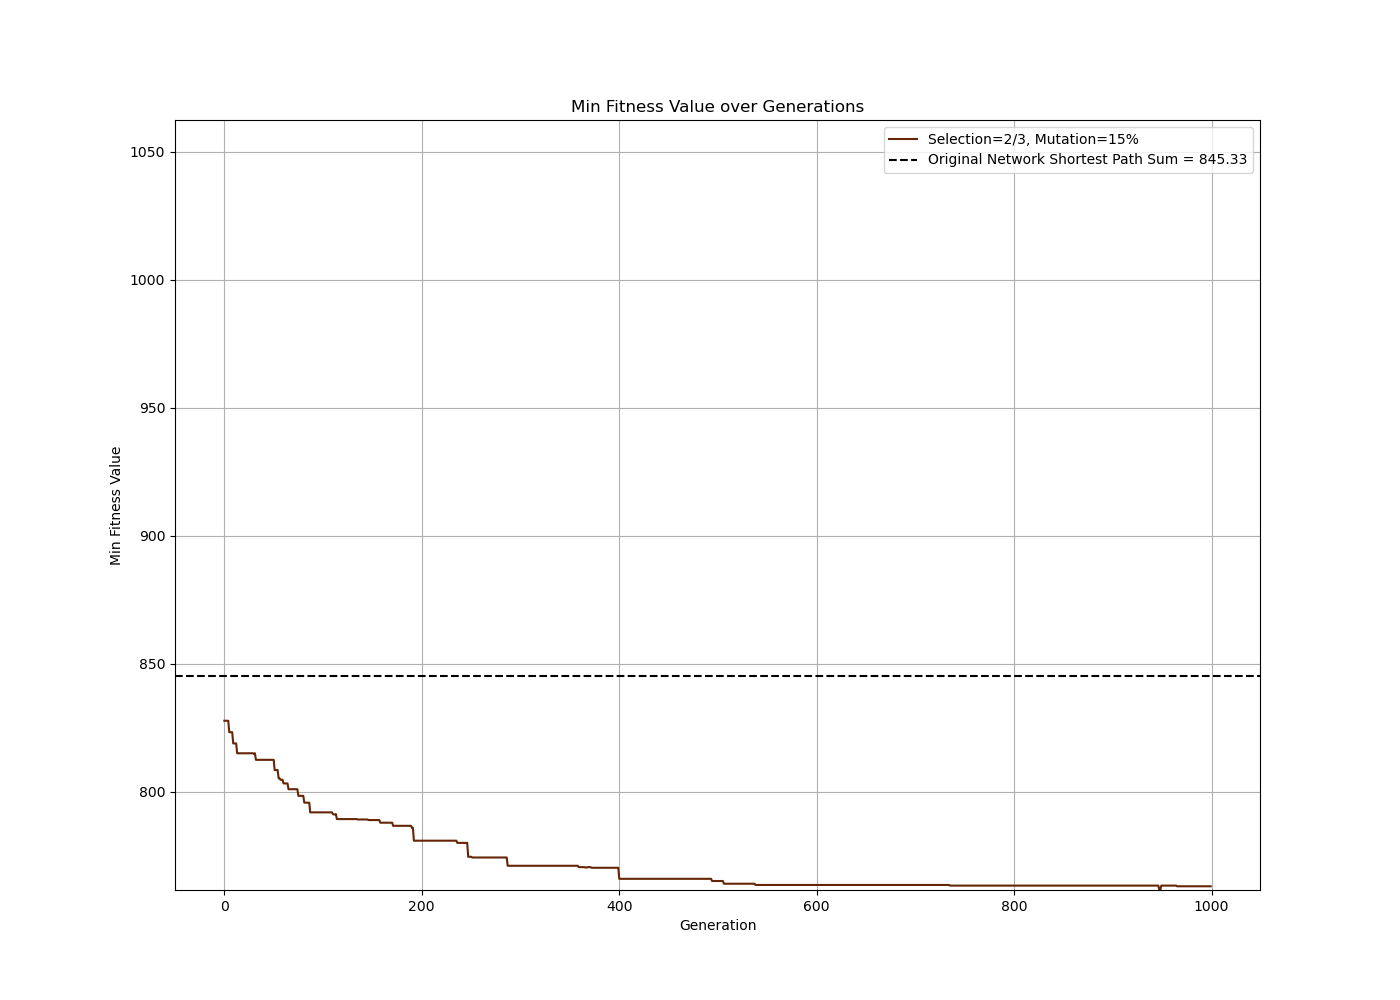 Min Fitness Value over Generations
Selection=2/3, Mutation=15%
Original Network Shortest Path Sum = 845.33
1050
1000
950
900
850
800
Min Fitness Value
0 200 400 600 800 1000
Generation